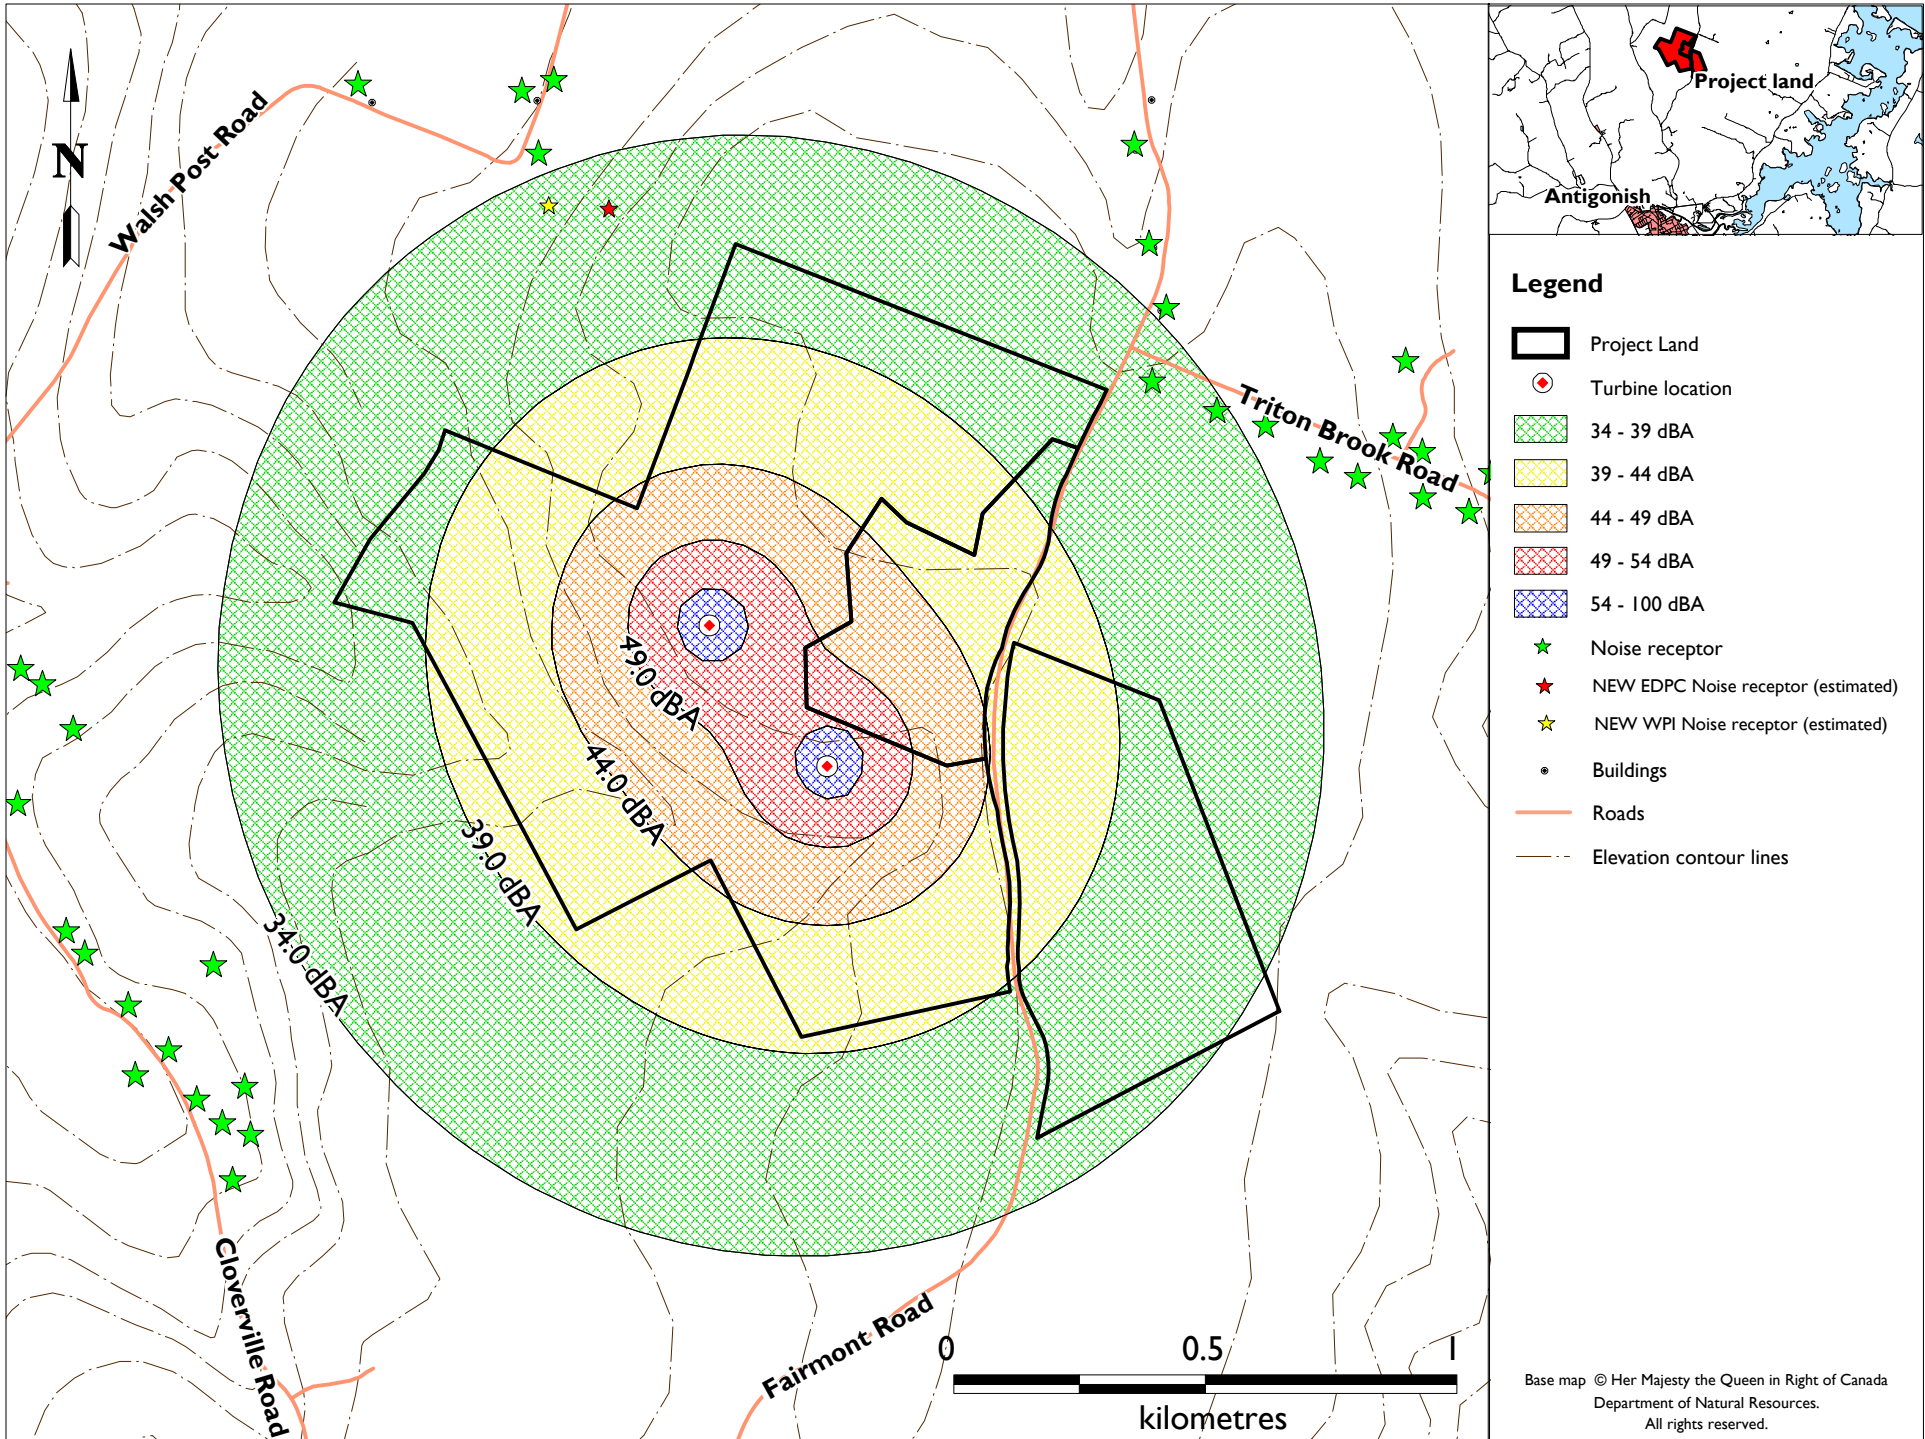 N
Walsh Post Road
Triton Brook Road
49.0 dBA
44.0 dBA
39.0 dBA
34.0 dBA
Cloverville Road
Fairmont Road
0 0.5 1
kilometres
Project land
Antigonish
Legend
Project Land
Turbine location
34 - 39 dBA
39 - 44 dBA
44 - 49 dBA
49 - 54 dBA
54 - 100 dBA
Noise receptor
NEW EDPC Noise receptor (estimated)
NEW WPI Noise receptor (estimated)
Buildings
Roads
Elevation contour lines
Base map © Her Majesty the Queen in Right of Canada
Department of Natural Resources.
All rights reserved.